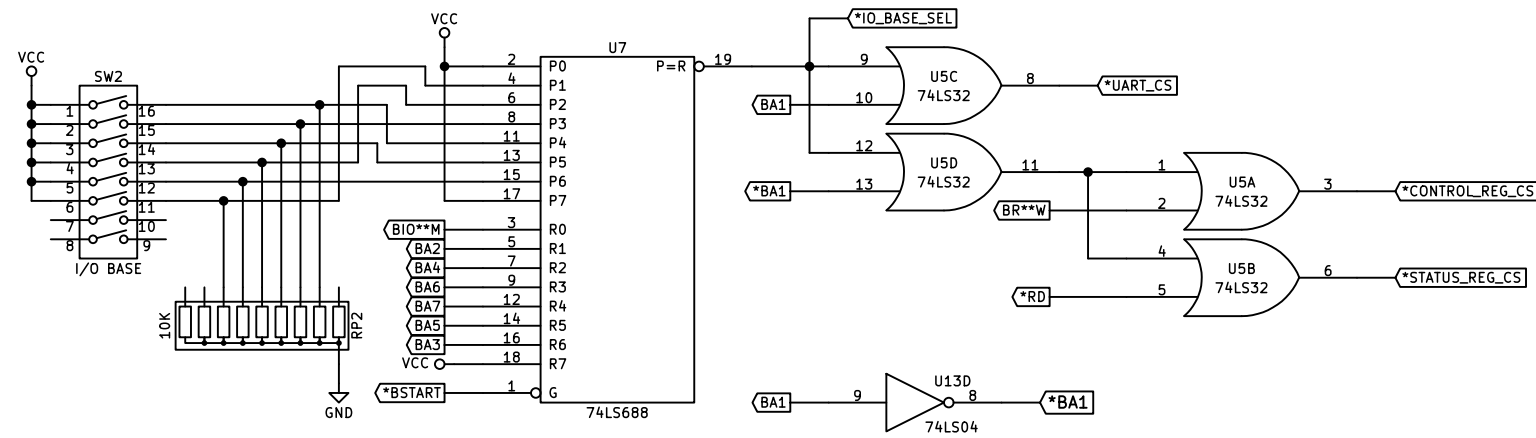 VCC
SW2
1
2
3
4
5
6
7
8
16
15
14
13
12
11
10
9
I/O BASE
10K
RP2
GND
VCC
U7
2 P0
4 P1
6 P2
8 P3
11 P4
13 P5
15 P6
17 P7
BIO**M 3 R0
BA2 5 R1
BA4 7 R2
BA6 9 R3
BA7 12 R4
BA5 14 R5
BA3 16 R6
VCC 18 R7
*BSTART 1 G
P=R 19
74LS688
*IO_BASE_SEL
9
BA1 10
U5C
74LS32
8
*UART_CS
12
*BA1 13
U5D
74LS32
11
1
BR**W 2
U5A
74LS32
3
*CONTROL_REG_CS
4
*RD 5
U5B
74LS32
6
*STATUS_REG_CS
BA1 9
U13D
74LS04
8
*BA1